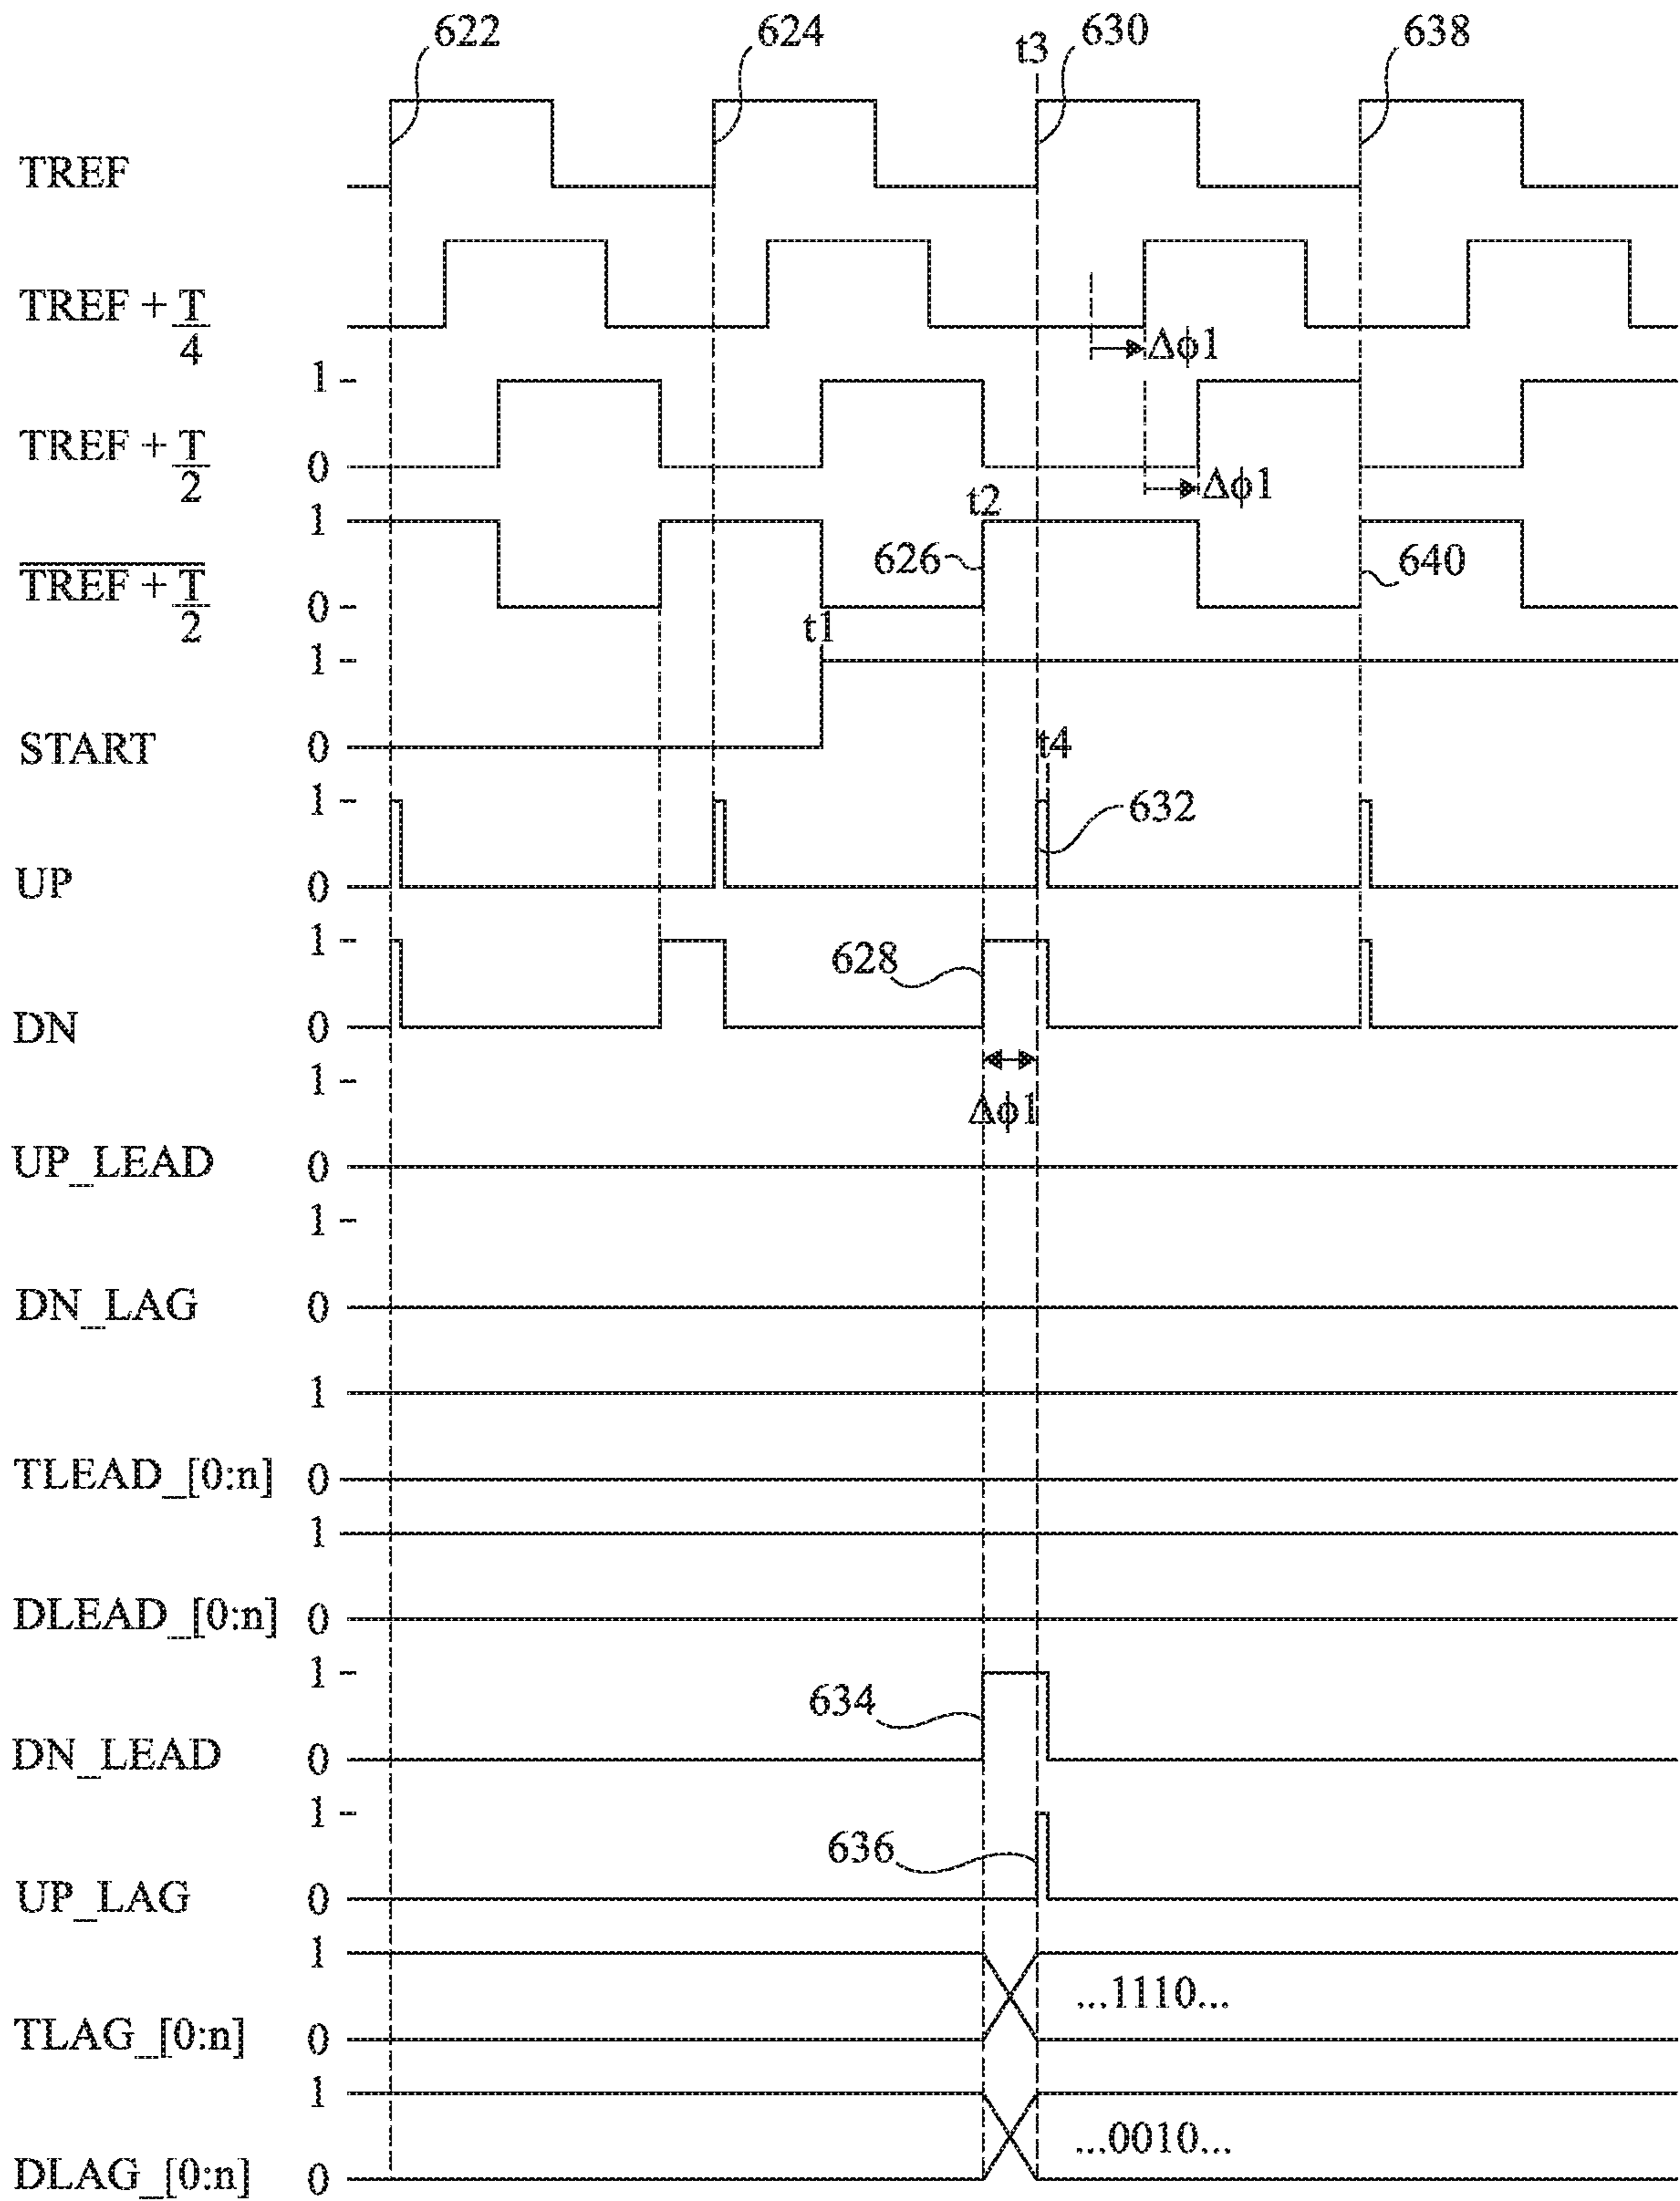 622 624 t3 630 638
TREF
TREF + T/4
Δϕ1
1
TREF + T/2
0
Δϕ1
t2
1
626
640
TREF + T/2
0
t1
1
START
0
t4
1
632
UP
0
1
628
DN
0
1
Δϕ1
UP_LEAD
0
1
DN_LAG
0
1
TLEAD_[0:n]
0
1
DLEAD_[0:n]
0
1
634
DN_LEAD
0
1
636
UP_LAG
0
1
...1110...
TLAG_[0:n]
0
1
...0010...
DLAG_[0:n]
0